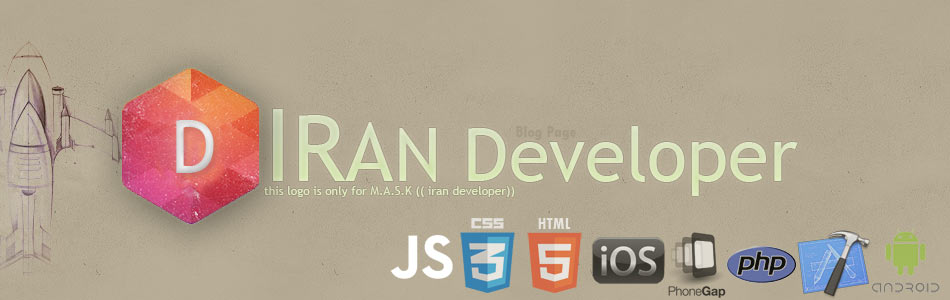 D
Blog Page
IRAN Developer
this logo is only for M.A.S.K (( iran developer))
CSS HTML
JS 3 5 iOS PhoneGap php ANDROID